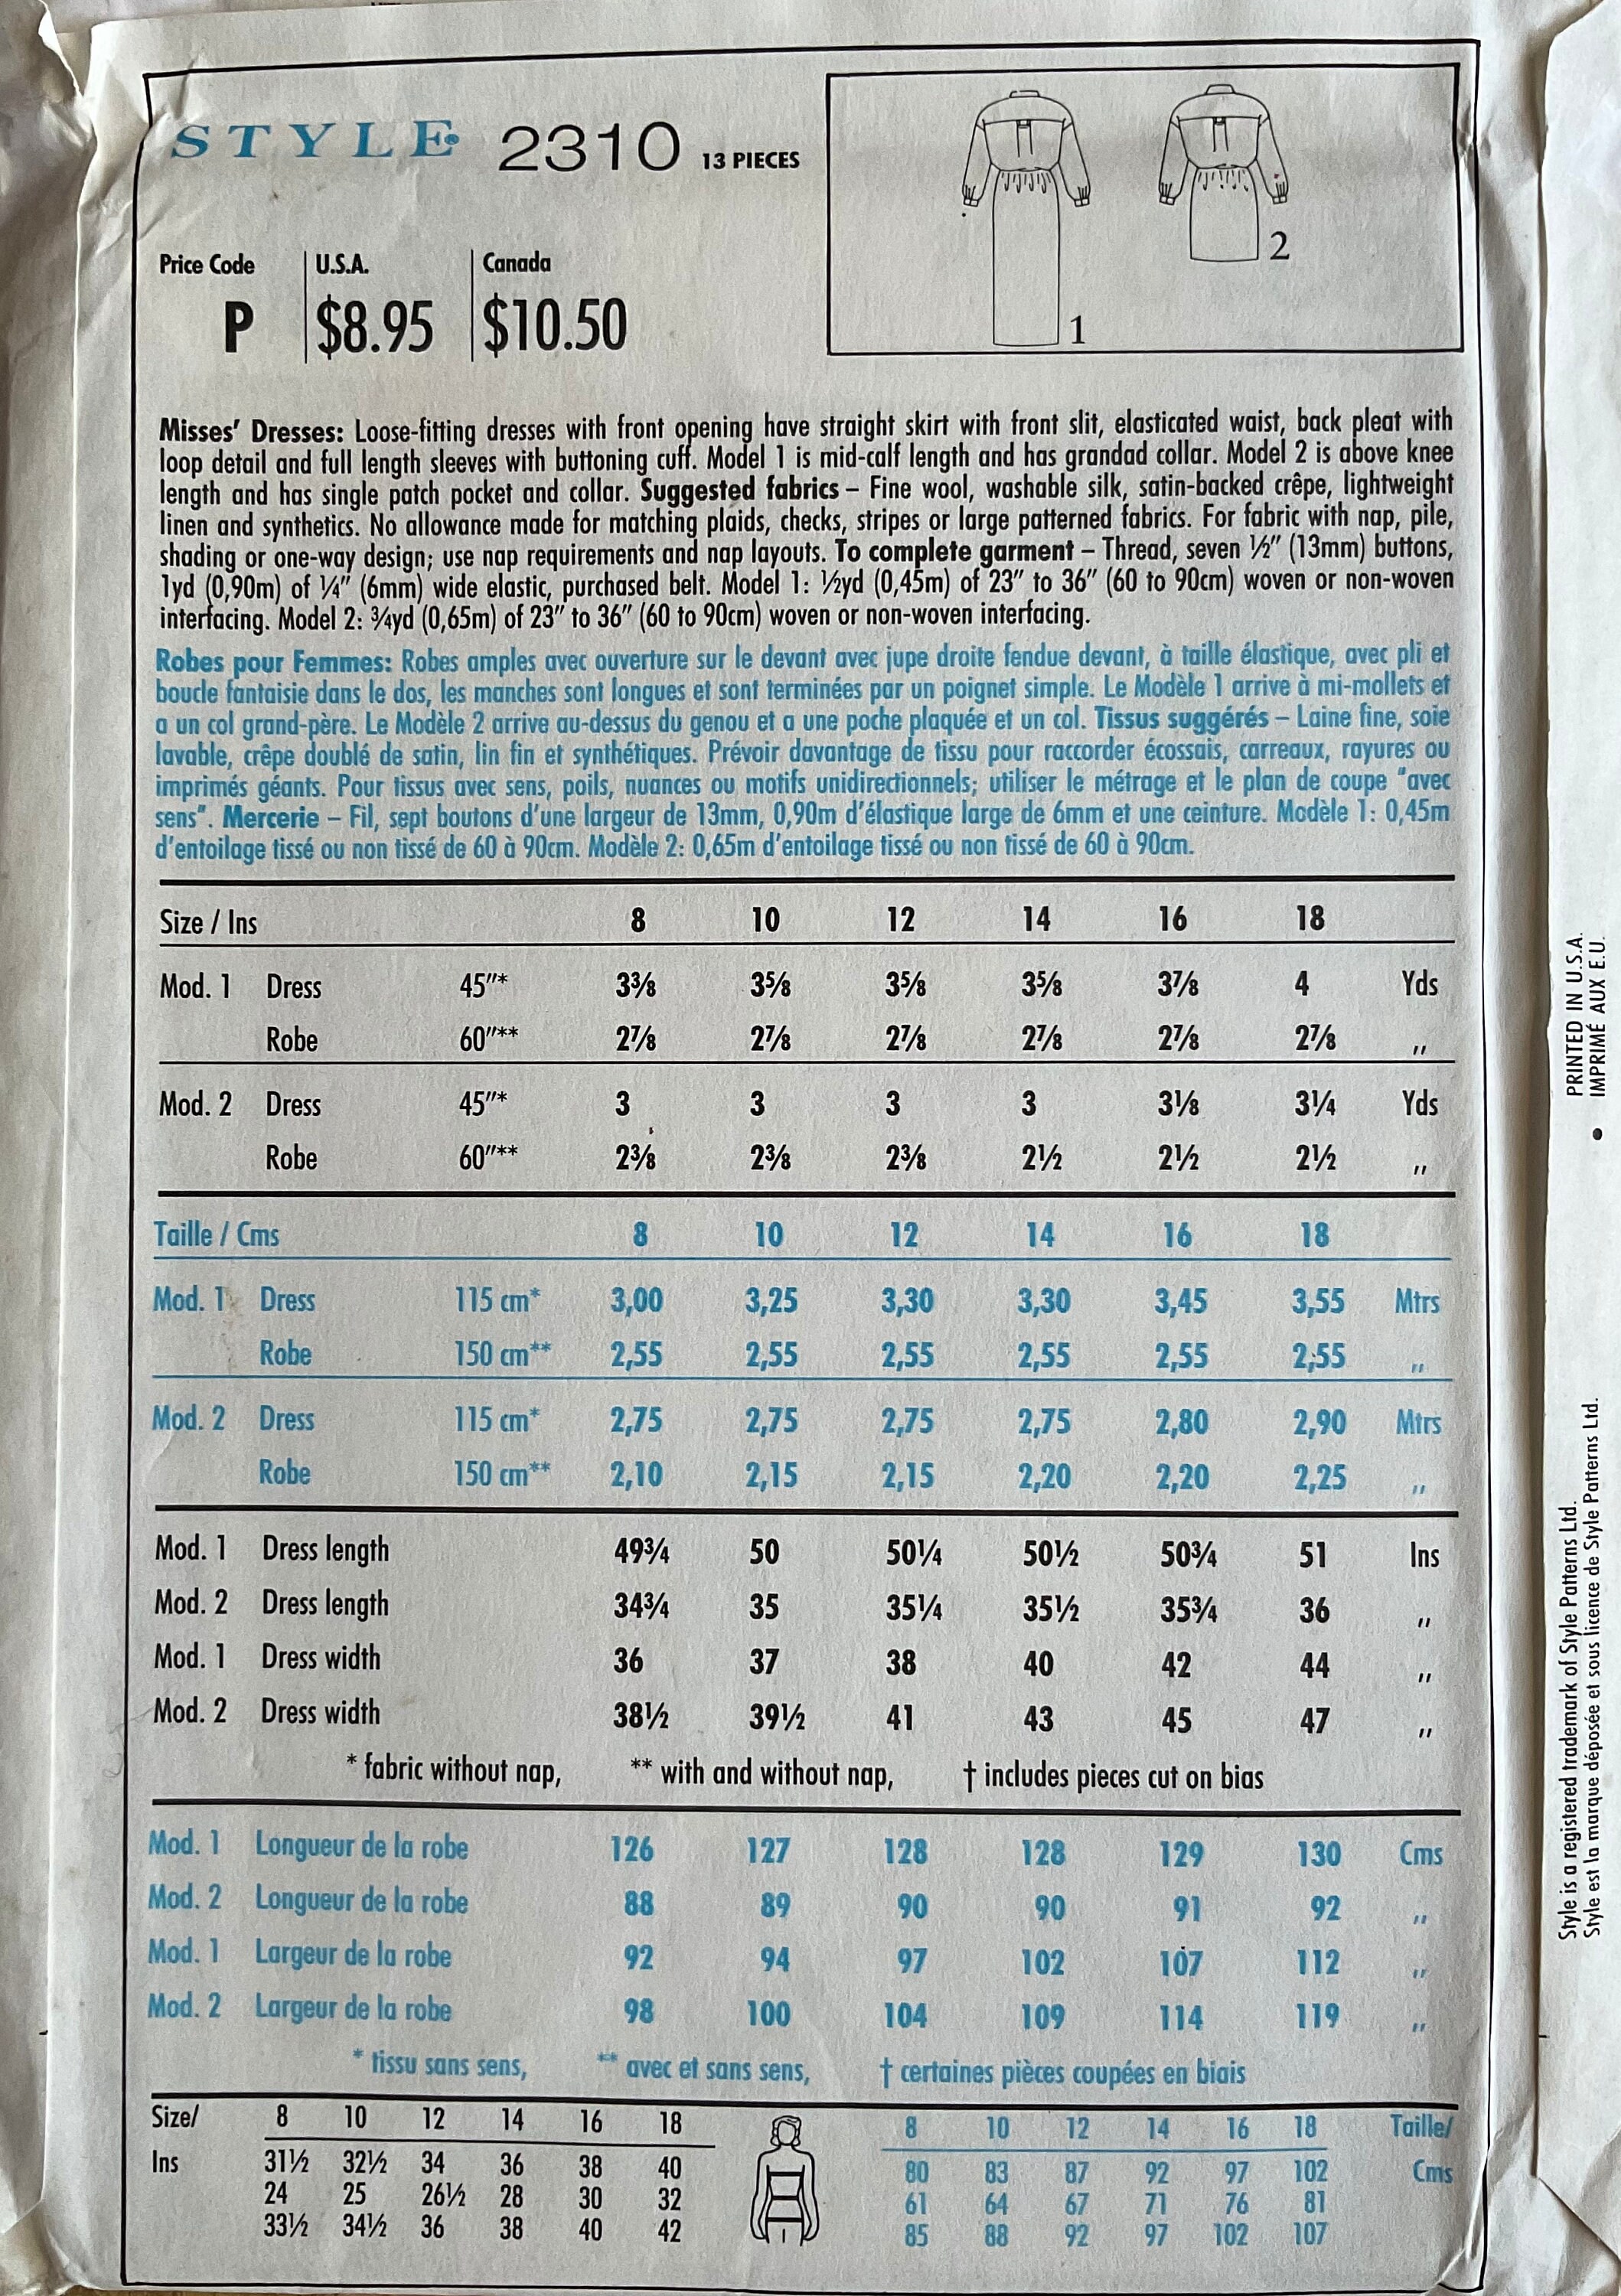 STYLE 2310 13 PIECES
Price Code U.S.A. Canada
P $8.95 $10.50
1
2
Misses' Dresses: Loose-fitting dresses with front opening have straight skirt with front slit, elasticated waist, back pleat with
loop detail and full length sleeves with buttoning cuff. Model 1 is mid-calf length and has grandad collar. Model 2 is above knee
length and has single patch pocket and collar. Suggested fabrics – Fine wool, washable silk, satin-backed crêpe, lightweight
linen and synthetics. No allowance made for matching plaids, checks, stripes or large patterned fabrics. For fabric with nap, pile,
shading or one-way design; use nap requirements and nap layouts. To complete garment – Thread, seven ½" (13mm) buttons,
1yd (0,90m) of ¼" (6mm) wide elastic, purchased belt. Model 1: ½yd (0,45m) of 23" to 36" (60 to 90cm) woven or non-woven
interfacing. Model 2: ¾yd (0,65m) of 23" to 36" (60 to 90cm) woven or non-woven interfacing.
Robes pour Femmes: Robes amples avec ouverture sur le devant avec jupe droite fendue devant, à taille élastique, avec pli et
boucle fantaisie dans le dos, les manches sont longues et sont terminées par un poignet simple. Le Modèle 1 arrive à mi-mollets et
a un col grand-père. Le Modèle 2 arrive au-dessus du genou et a une poche plaquée et un col. Tissus suggérés – Laine fine, soie
lavable, crêpe doublé de satin, lin fin et synthétiques. Prévoir davantage de tissu pour raccorder écossais, carreaux, rayures ou
imprimés géants. Pour tissus avec sens, poils, nuances ou motifs unidirectionnels; utiliser le métrage et le plan de coupe "avec
sens". Mercerie – Fil, sept boutons d'une largeur de 13mm, 0,90m d'élastique large de 6mm et une ceinture. Modèle 1: 0,45m
d'entoilage tissé ou non tissé de 60 à 90cm. Modèle 2: 0,65m d'entoilage tissé ou non tissé de 60 à 90cm.
Size / Ins 8 10 12 14 16 18
Mod. 1 Dress 45"* 3⅜ 3⅝ 3⅝ 3⅝ 3⅞ 4 Yds
Robe 60"** 2⅞ 2⅞ 2⅞ 2⅞ 2⅞ 2⅞ "
Mod. 2 Dress 45"* 3 3 3 3 3⅛ 3¼ Yds
Robe 60"** 2⅜ 2⅜ 2⅜ 2½ 2½ 2½ "
Taille / Cms 8 10 12 14 16 18
Mod. 1 Dress 115 cm* 3,00 3,25 3,30 3,30 3,45 3,55 Mtrs
Robe 150 cm** 2,55 2,55 2,55 2,55 2,55 2,55 "
Mod. 2 Dress 115 cm* 2,75 2,75 2,75 2,75 2,80 2,90 Mtrs
Robe 150 cm** 2,10 2,15 2,15 2,20 2,20 2,25 "
Mod. 1 Dress length 49¾ 50 50¼ 50½ 50¾ 51 Ins
Mod. 2 Dress length 34¾ 35 35¼ 35½ 35¾ 36 "
Mod. 1 Dress width 36 37 38 40 42 44 "
Mod. 2 Dress width 38½ 39½ 41 43 45 47 "
* fabric without nap, ** with and without nap, † includes pieces cut on bias
Mod. 1 Longueur de la robe 126 127 128 128 129 130 Cms
Mod. 2 Longueur de la robe 88 89 90 90 91 92 "
Mod. 1 Largeur de la robe 92 94 97 102 107 112 "
Mod. 2 Largeur de la robe 98 100 104 109 114 119 "
* tissu sans sens, ** avec et sans sens, † certaines pièces coupées en biais
Size/ 8 10 12 14 16 18
Ins 31½ 32½ 34 36 38 40
24 25 26½ 28 30 32
33½ 34½ 36 38 40 42
8 10 12 14 16 18 Taille/
80 83 87 92 97 102 Cms
61 64 67 71 76 81
85 88 92 97 102 107
Style is a registered trademark of Style Patterns Ltd. PRINTED IN U.S.A.
Style est la marque déposée et sous licence de Style Patterns Ltd. • IMPRIMÉ AUX E.U.